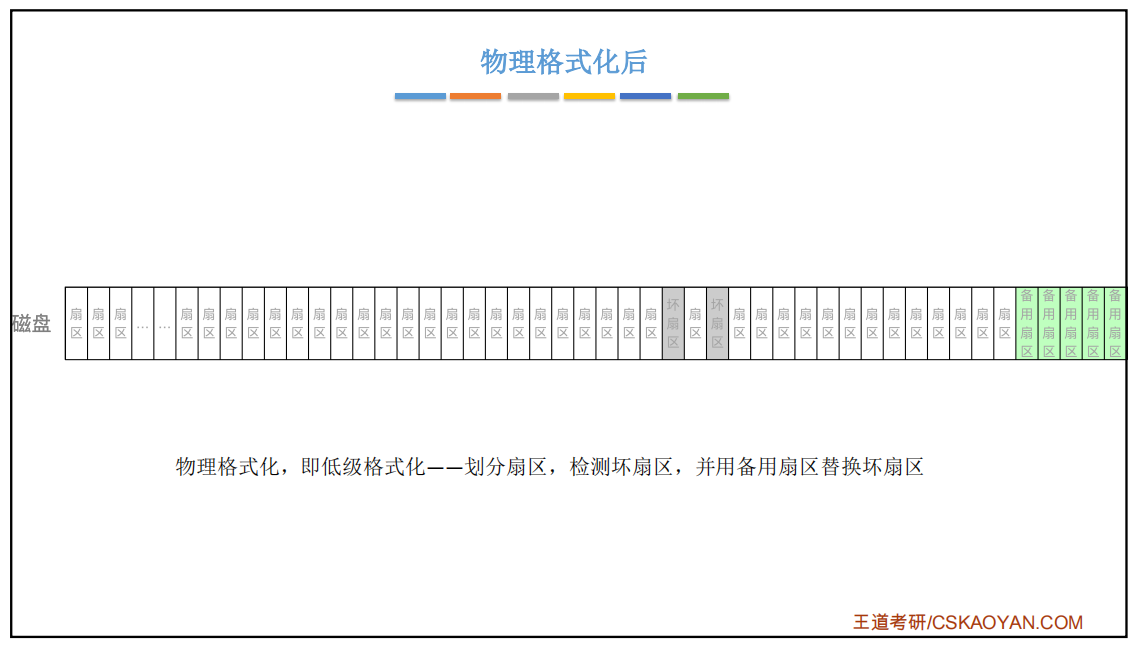 物理格式化后
磁盘 扇区 扇区 扇区 … … 扇区 扇区 扇区 扇区 扇区 扇区 扇区 扇区 扇区 扇区 扇区 扇区 扇区 扇区 扇区 扇区 扇区 扇区 扇区 扇区 扇区 扇区 坏扇区 扇区 坏扇区 扇区 扇区 扇区 扇区 扇区 扇区 扇区 扇区 扇区 扇区 扇区 扇区 扇区 备用扇区 备用扇区 备用扇区 备用扇区 备用扇区
物理格式化，即低级格式化——划分扇区，检测坏扇区，并用备用扇区替换坏扇区
王道考研/CSKAOYAN.COM